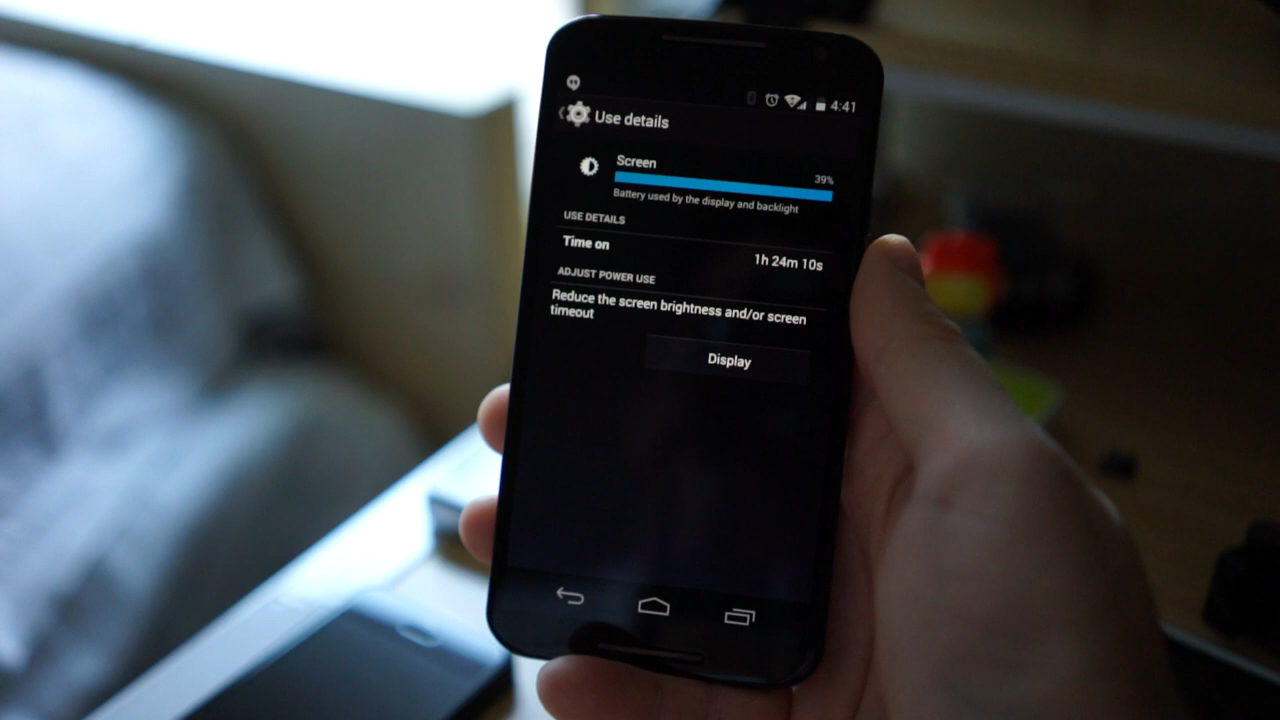 4:41
Use details
Screen
39%
Battery used by the display and backlight
USE DETAILS
Time on
1h 24m 10s
ADJUST POWER USE
Reduce the screen brightness and/or screen
timeout
Display